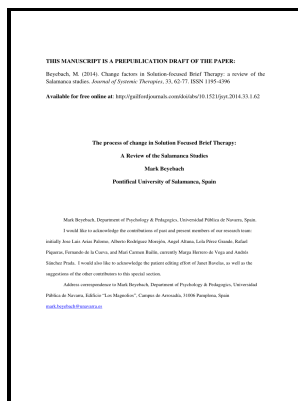 THIS MANUSCRIPT IS A PREPUBLICATION DRAFT OF THE PAPER:
Beyebach, M. (2014). Change factors in Solution-focused Brief Therapy: a review of the
Salamanca studies. Journal of Systemic Therapies, 33, 62-77. ISSN 1195-4396
Available for free online at: http://guilfordjournals.com/doi/abs/10.1521/jsyt.2014.33.1.62
The process of change in Solution Focused Brief Therapy:
A Review of the Salamanca Studies
Mark Beyebach
Pontifical University of Salamanca, Spain
Mark Beyebach, Department of Psychology & Pedagogics, Universidad Pública de Navarra, Spain
I would like to acknowledge the contributions of past and present members of our research team:
initially Jose Luis Arias Palomo, Alberto Rodríguez Morejón, Angel Alluna, Lola Pérez Grande, Rafael
Piqueras, Fernando de la Cueva, and Mari Carmen Bailín, currently Marga Herrero de Vega and Andrés
Sánchez Prada. I would also like to acknowledge the patient editing effort of Janet Bavelas, as well as the
suggestions of the other contributors to this special section.
Address correspondence to Mark Beyebach, Department of Psychology & Pedagogics, Universidad
Pública de Navarra, Edificio "Los Magnolios", Campus de Arrosadía, 31006 Pamplona, Spain
mark.beyebach@unavarra.es